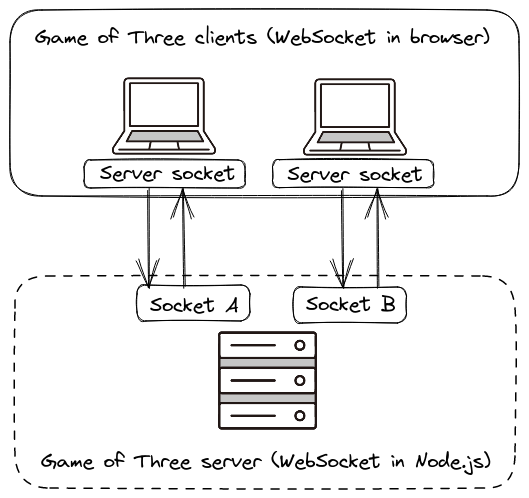 Game of Three clients (WebSocket in browser)
Server socket
Server socket
Socket A
Socket B
Game of Three server (WebSocket in Node.js)